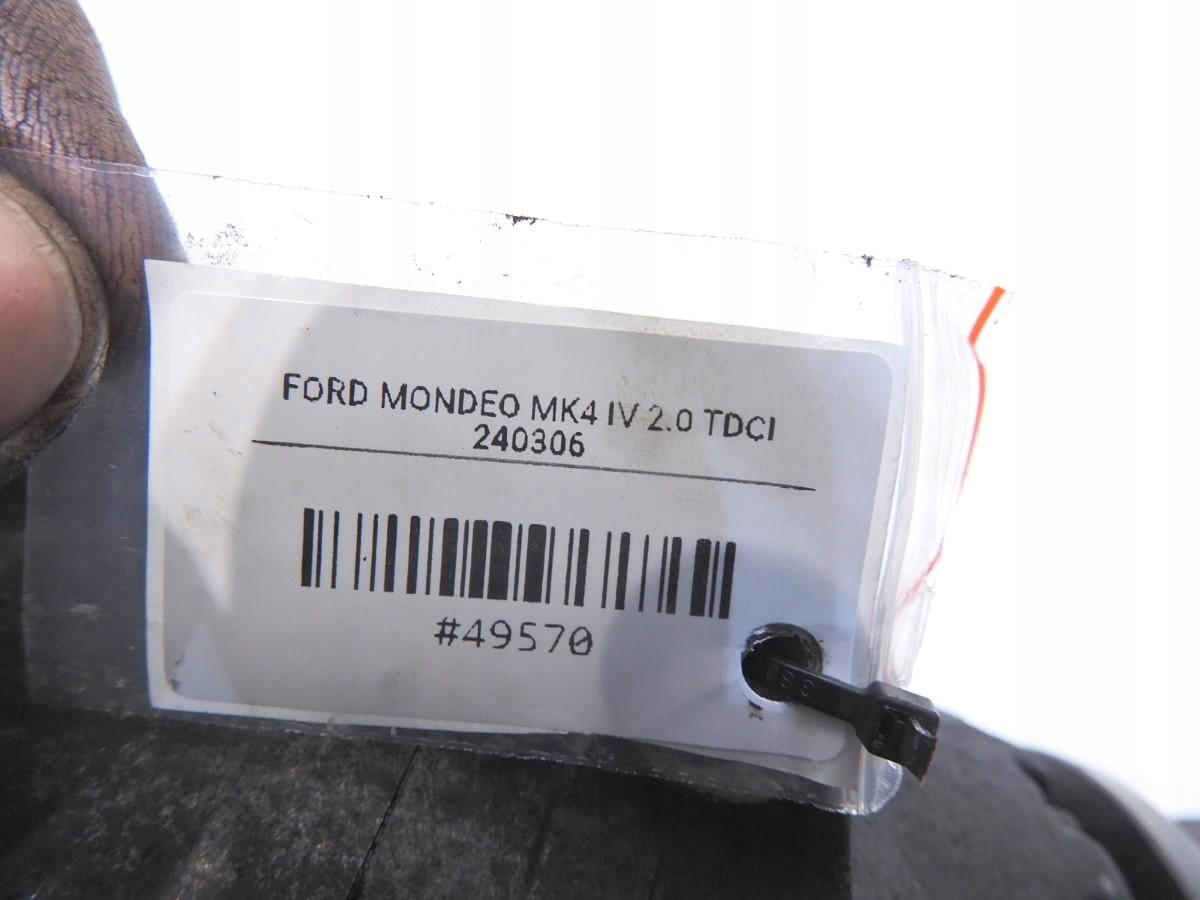 FORD MONDEO MK4 IV 2.0 TDCI
240306
#49570